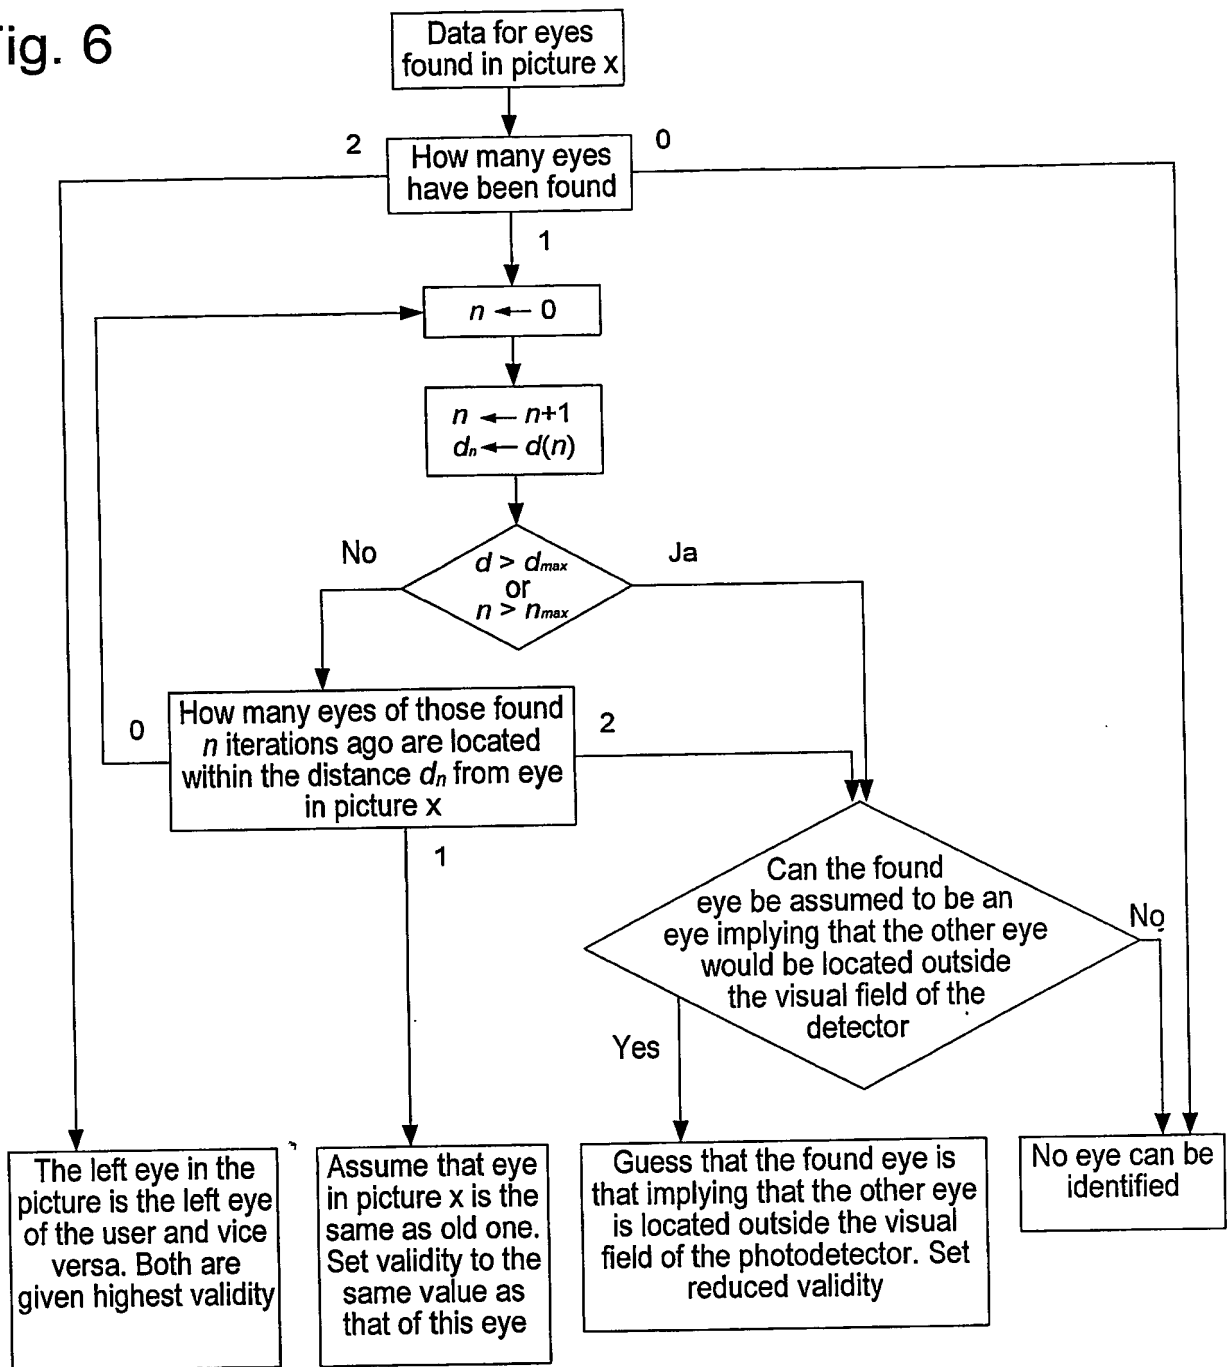 ig. 6
Data for eyes
found in picture x
2
0
How many eyes
have been found
1
n ← 0
n ← n+1
dn ← d(n)
No
Ja
d > dmax
or
n > nmax
0
2
How many eyes of those found
n iterations ago are located
within the distance dn from eye
in picture x
1
Can the found
eye be assumed to be an
eye implying that the other eye
would be located outside
the visual field of the
detector
No
Yes
The left eye in the
picture is the left eye
of the user and vice
versa. Both are
given highest validity
Assume that eye
in picture x is the
same as old one.
Set validity to the
same value as
that of this eye
Guess that the found eye is
that implying that the other eye
is located outside the visual
field of the photodetector. Set
reduced validity
No eye can be
identified